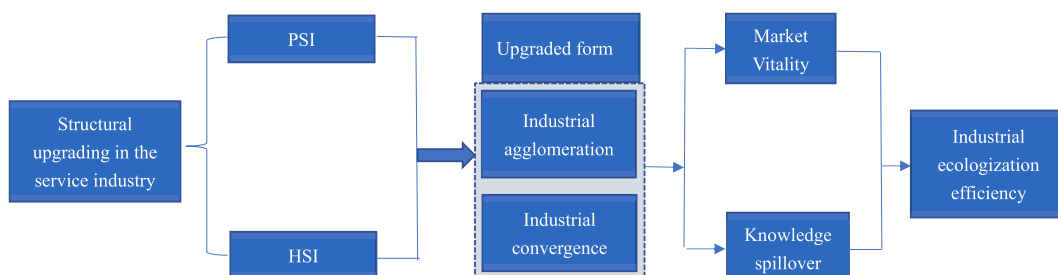 Structural
upgrading in the
service industry
PSI
HSI
Upgraded form
Industrial
agglomeration
Industrial
convergence
Market
Vitality
Knowledge
spillover
Industrial
ecologization
efficiency